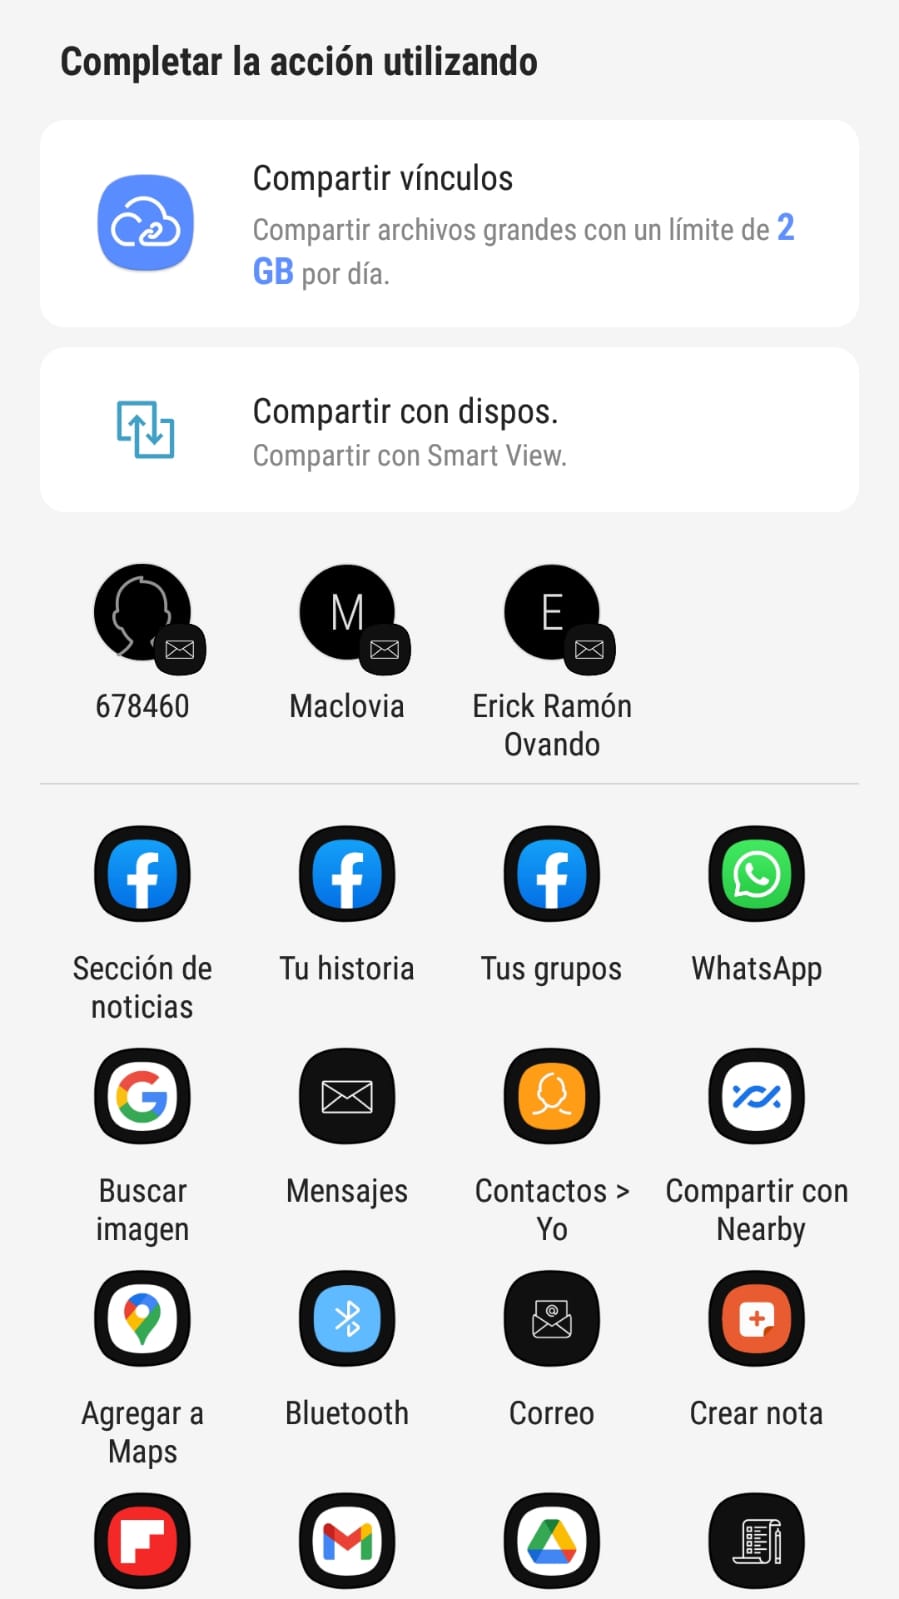 Completar la acción utilizando
Compartir vínculos
Compartir archivos grandes con un límite de 2
GB por día.
Compartir con dispos.
Compartir con Smart View.
M
E
678460
Maclovia
Erick Ramón
Ovando
Sección de
noticias
Tu historia
Tus grupos
WhatsApp
Buscar
imagen
Mensajes
Contactos >
Yo
Compartir con
Nearby
Agregar a
Maps
Bluetooth
Correo
Crear nota